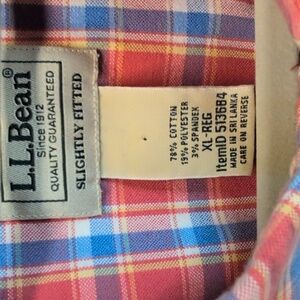 L.L.Bean®
Since 1912
QUALITY GUARANTEED
SLIGHTLY FITTED
78% COTTON
19% POLYESTER
3% SPANDEX
XL-REG
ItemID 513684
MADE IN SRI LANKA
CARE ON REVERSE